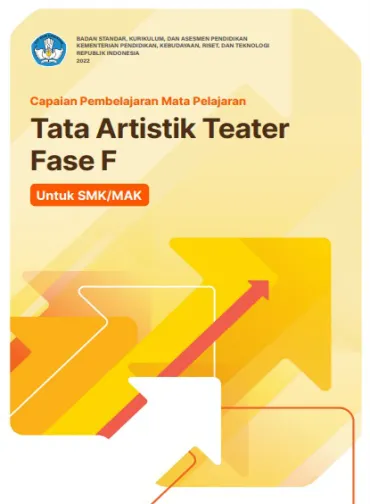 BADAN STANDAR, KURIKULUM, DAN ASESMEN PENDIDIKAN
KEMENTERIAN PENDIDIKAN, KEBUDAYAAN, RISET, DAN TEKNOLOGI
REPUBLIK INDONESIA
2022
Capaian Pembelajaran Mata Pelajaran
Tata Artistik Teater
Fase F
Untuk SMK/MAK